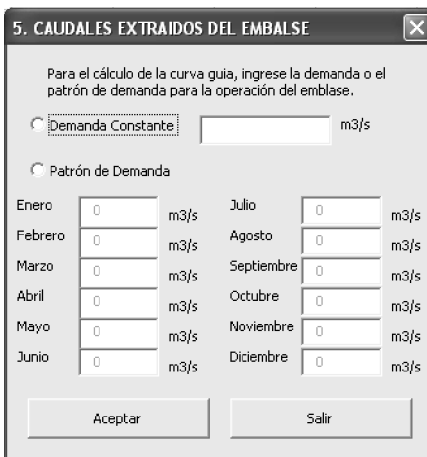 5. CAUDALES EXTRAIDOS DEL EMBALSE
Para el cálculo de la curva guia, ingrese la demanda o el
patrón de demanda para la operación del emblase.
Demanda Constante m3/s
Patrón de Demanda
Enero 0 m3/s Julio 0 m3/s
Febrero 0 m3/s Agosto 0 m3/s
Marzo 0 m3/s Septiembre 0 m3/s
Abril 0 m3/s Octubre 0 m3/s
Mayo 0 m3/s Noviembre 0 m3/s
Junio 0 m3/s Diciembre 0 m3/s
Aceptar Salir